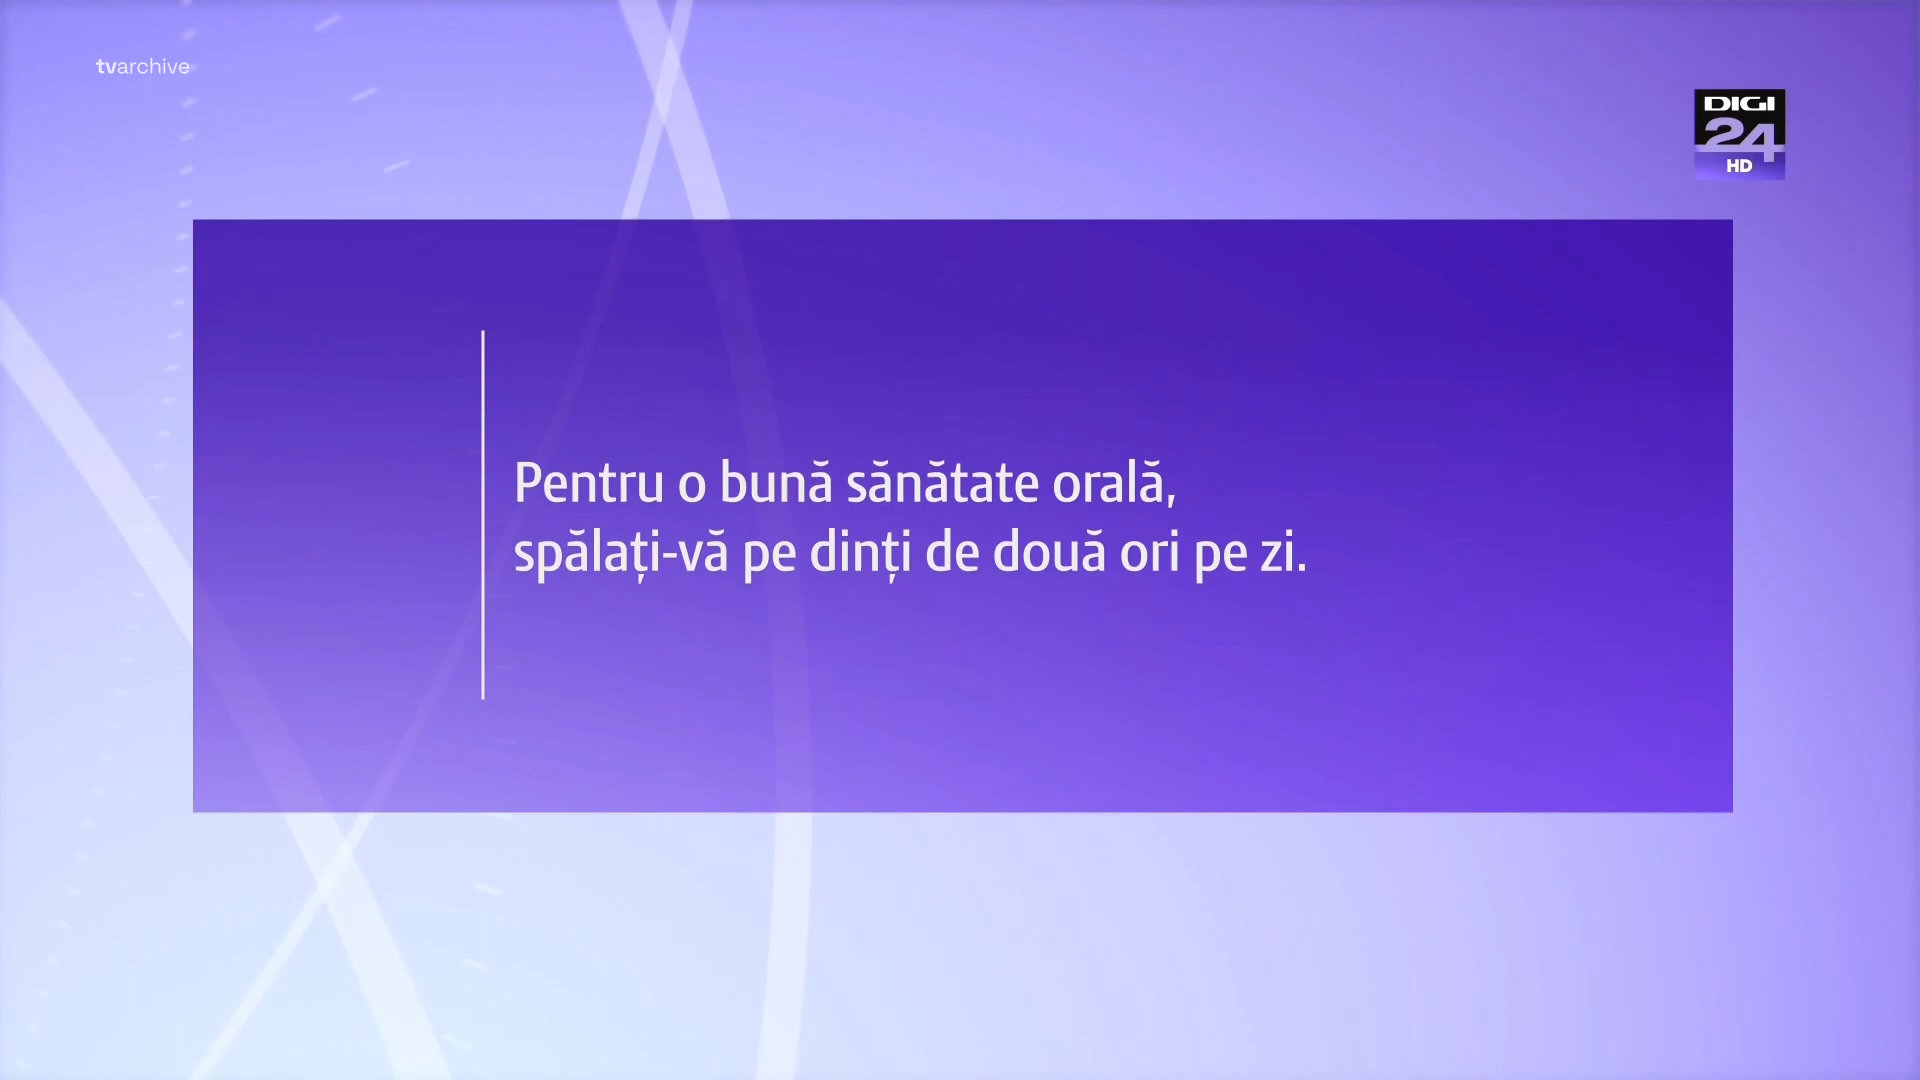 tvarchive
DIGI
24
HD
Pentru o bună sănătate orală,
spălați-vă pe dinți de două ori pe zi.